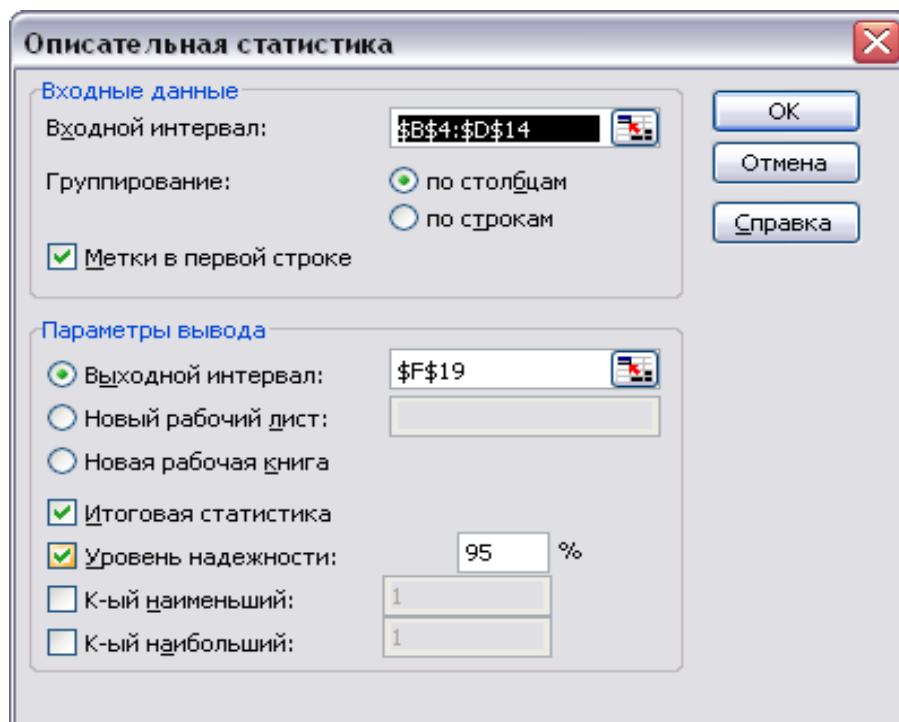 Описательная статистика
Входные данные
Входной интервал: $B$4:$D$14
Группирование: по столбцам
по строкам
Метки в первой строке
OK
Отмена
Справка
Параметры вывода
Выходной интервал: $F$19
Новый рабочий лист:
Новая рабочая книга
Итоговая статистика
Уровень надежности: 95 %
К-ый наименьший: 1
К-ый наибольший: 1